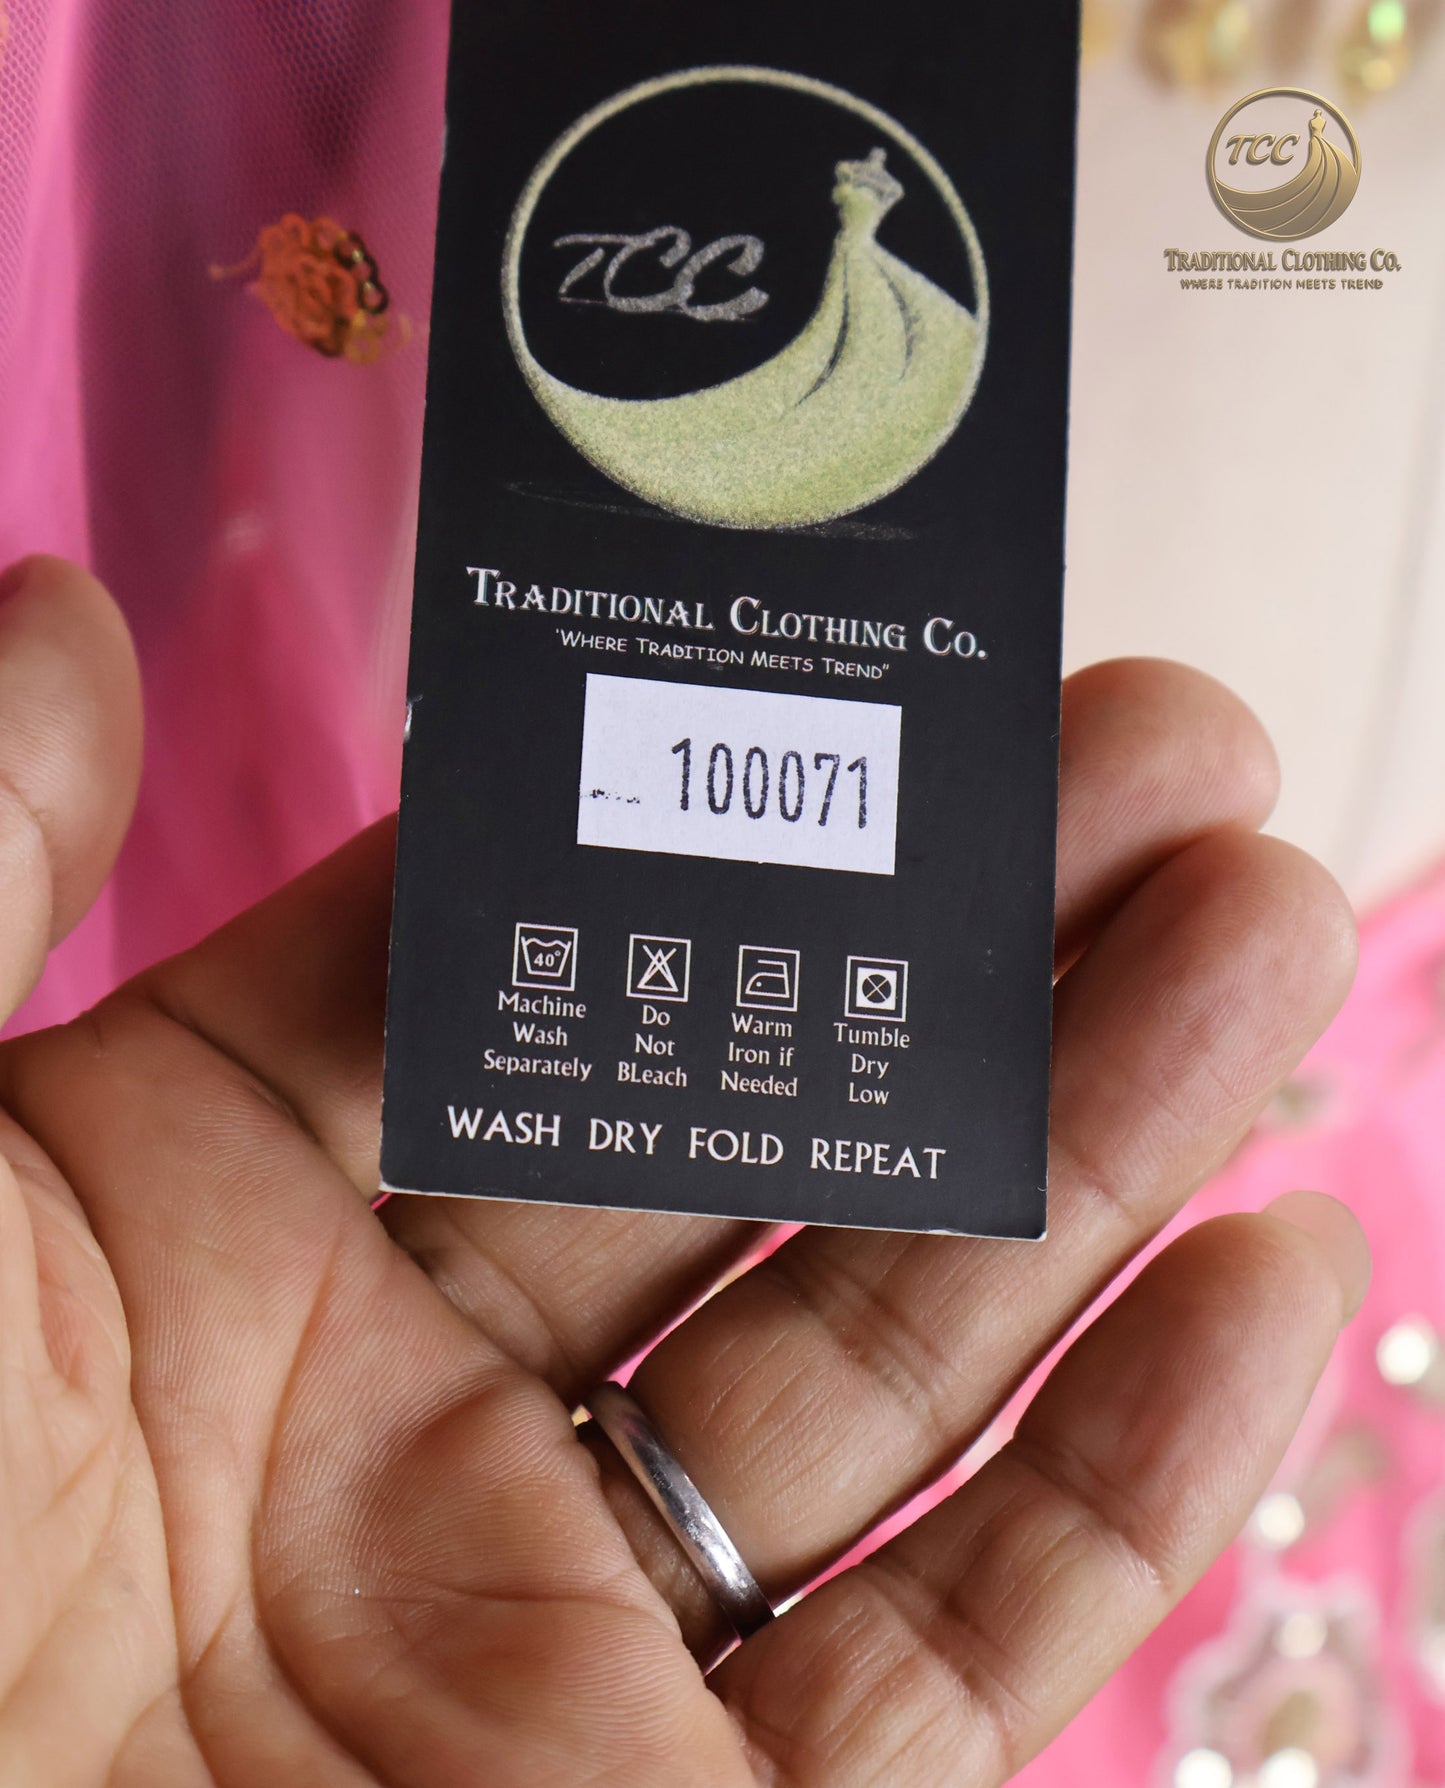 TCC
TRADITIONAL CLOTHING CO.
'WHERE TRADITION MEETS TREND"
100071
40°
Machine Wash Separately
Do Not BLeach
Warm Iron if Needed
Tumble Dry Low
WASH DRY FOLD REPEAT
TCC
TRADITIONAL CLOTHING CO.
WHERE TRADITION MEETS TREND